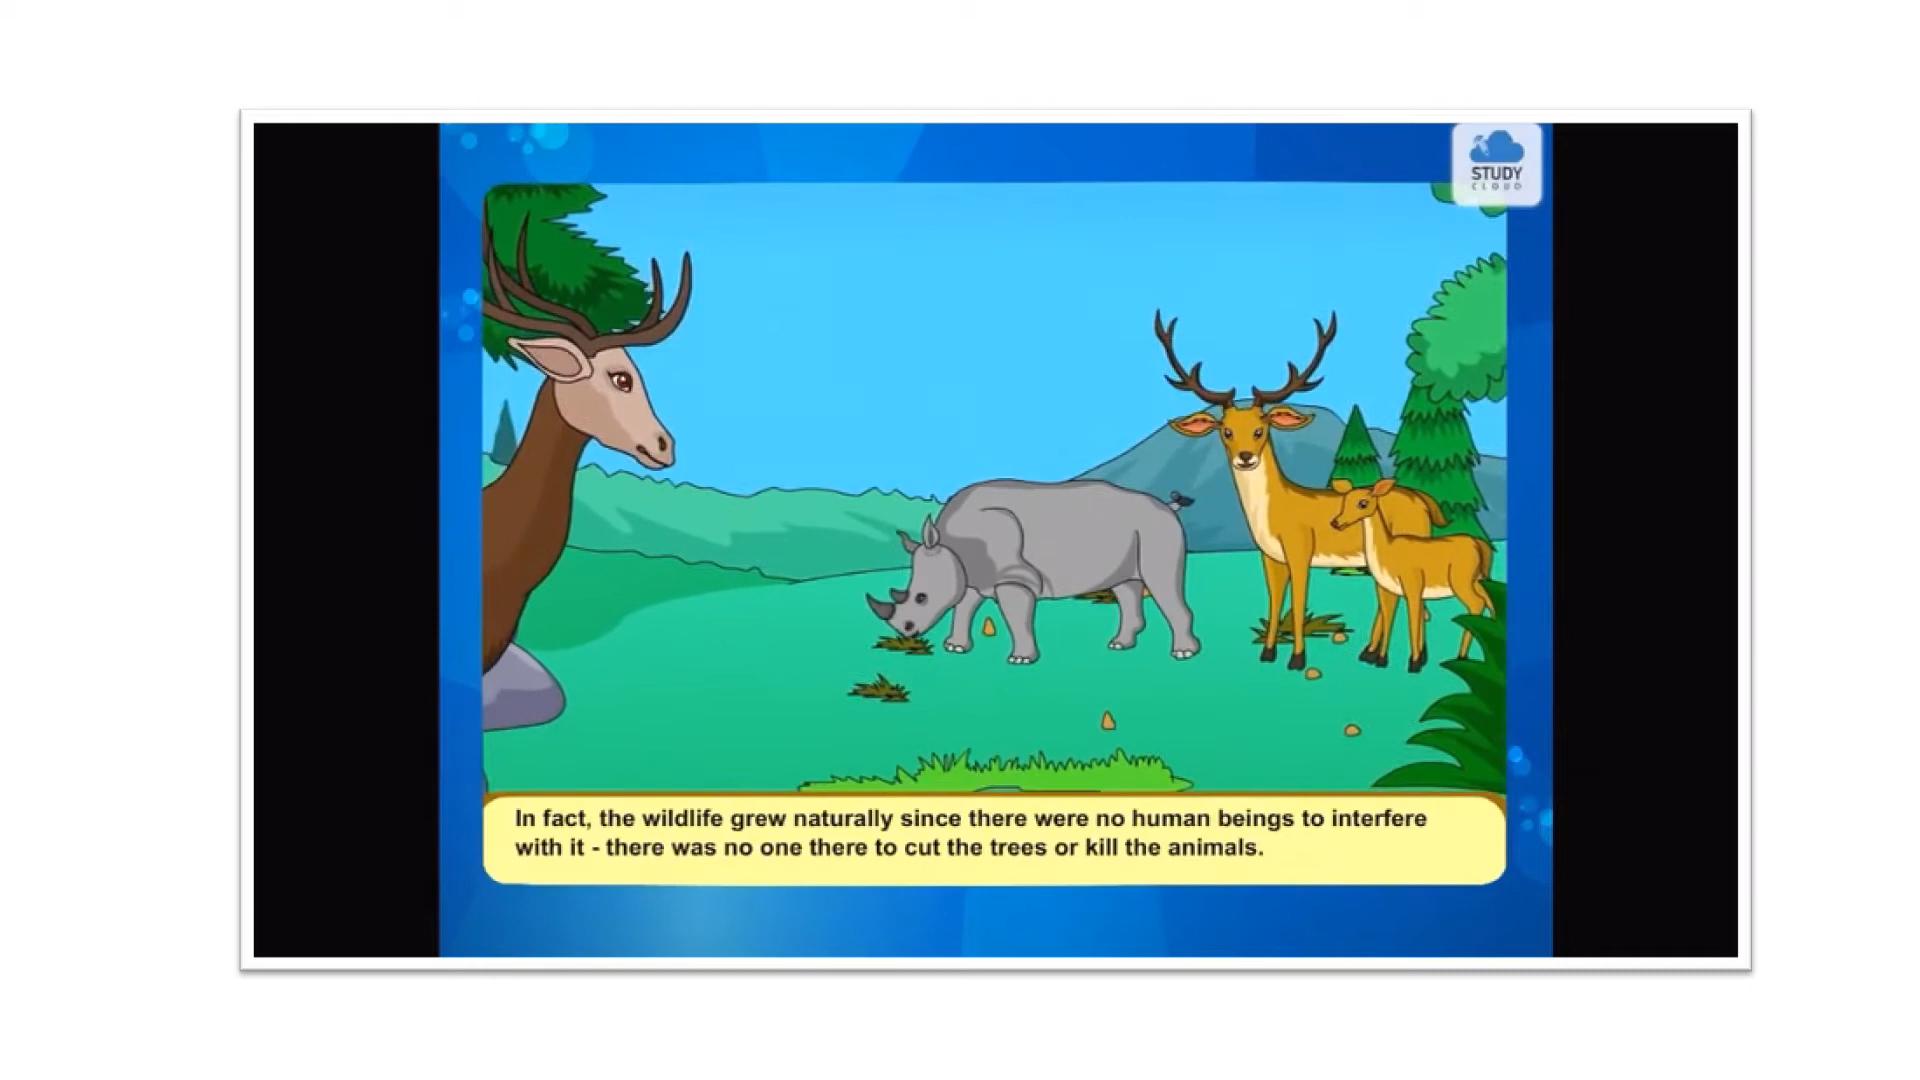 STUDY
CLOUD
In fact, the wildlife grew naturally since there were no human beings to interfere
with it - there was no one there to cut the trees or kill the animals.